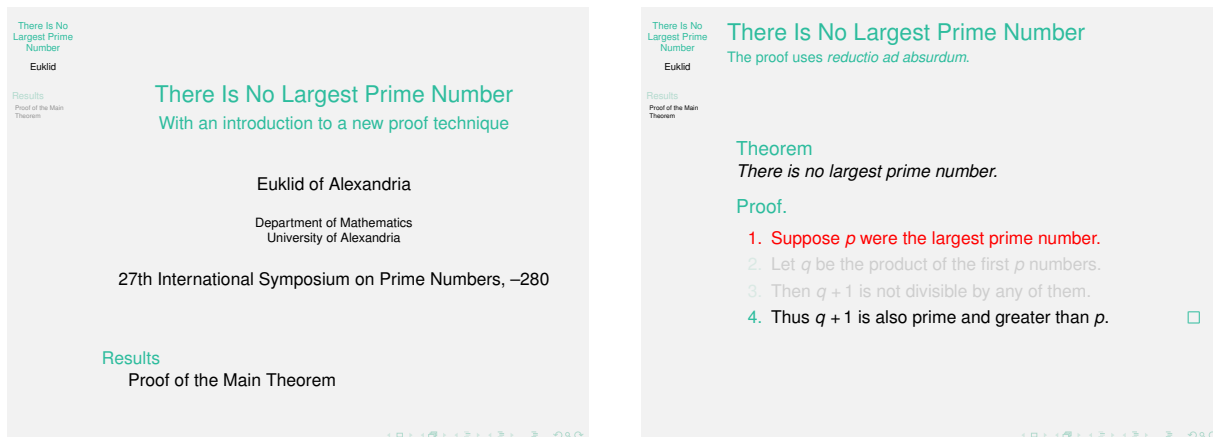 There Is No
Largest Prime
Number
Euklid
Results
Proof of the Main
Theorem
There Is No Largest Prime Number
With an introduction to a new proof technique
Euklid of Alexandria
Department of Mathematics
University of Alexandria
27th International Symposium on Prime Numbers, –280
Results
Proof of the Main Theorem
There Is No
Largest Prime
Number
Euklid
Results
Proof of the Main
Theorem
There Is No Largest Prime Number
The proof uses reductio ad absurdum.
Theorem
There is no largest prime number.
Proof.
1. Suppose p were the largest prime number.
2. Let q be the product of the first p numbers.
3. Then q + 1 is not divisible by any of them.
4. Thus q + 1 is also prime and greater than p. □